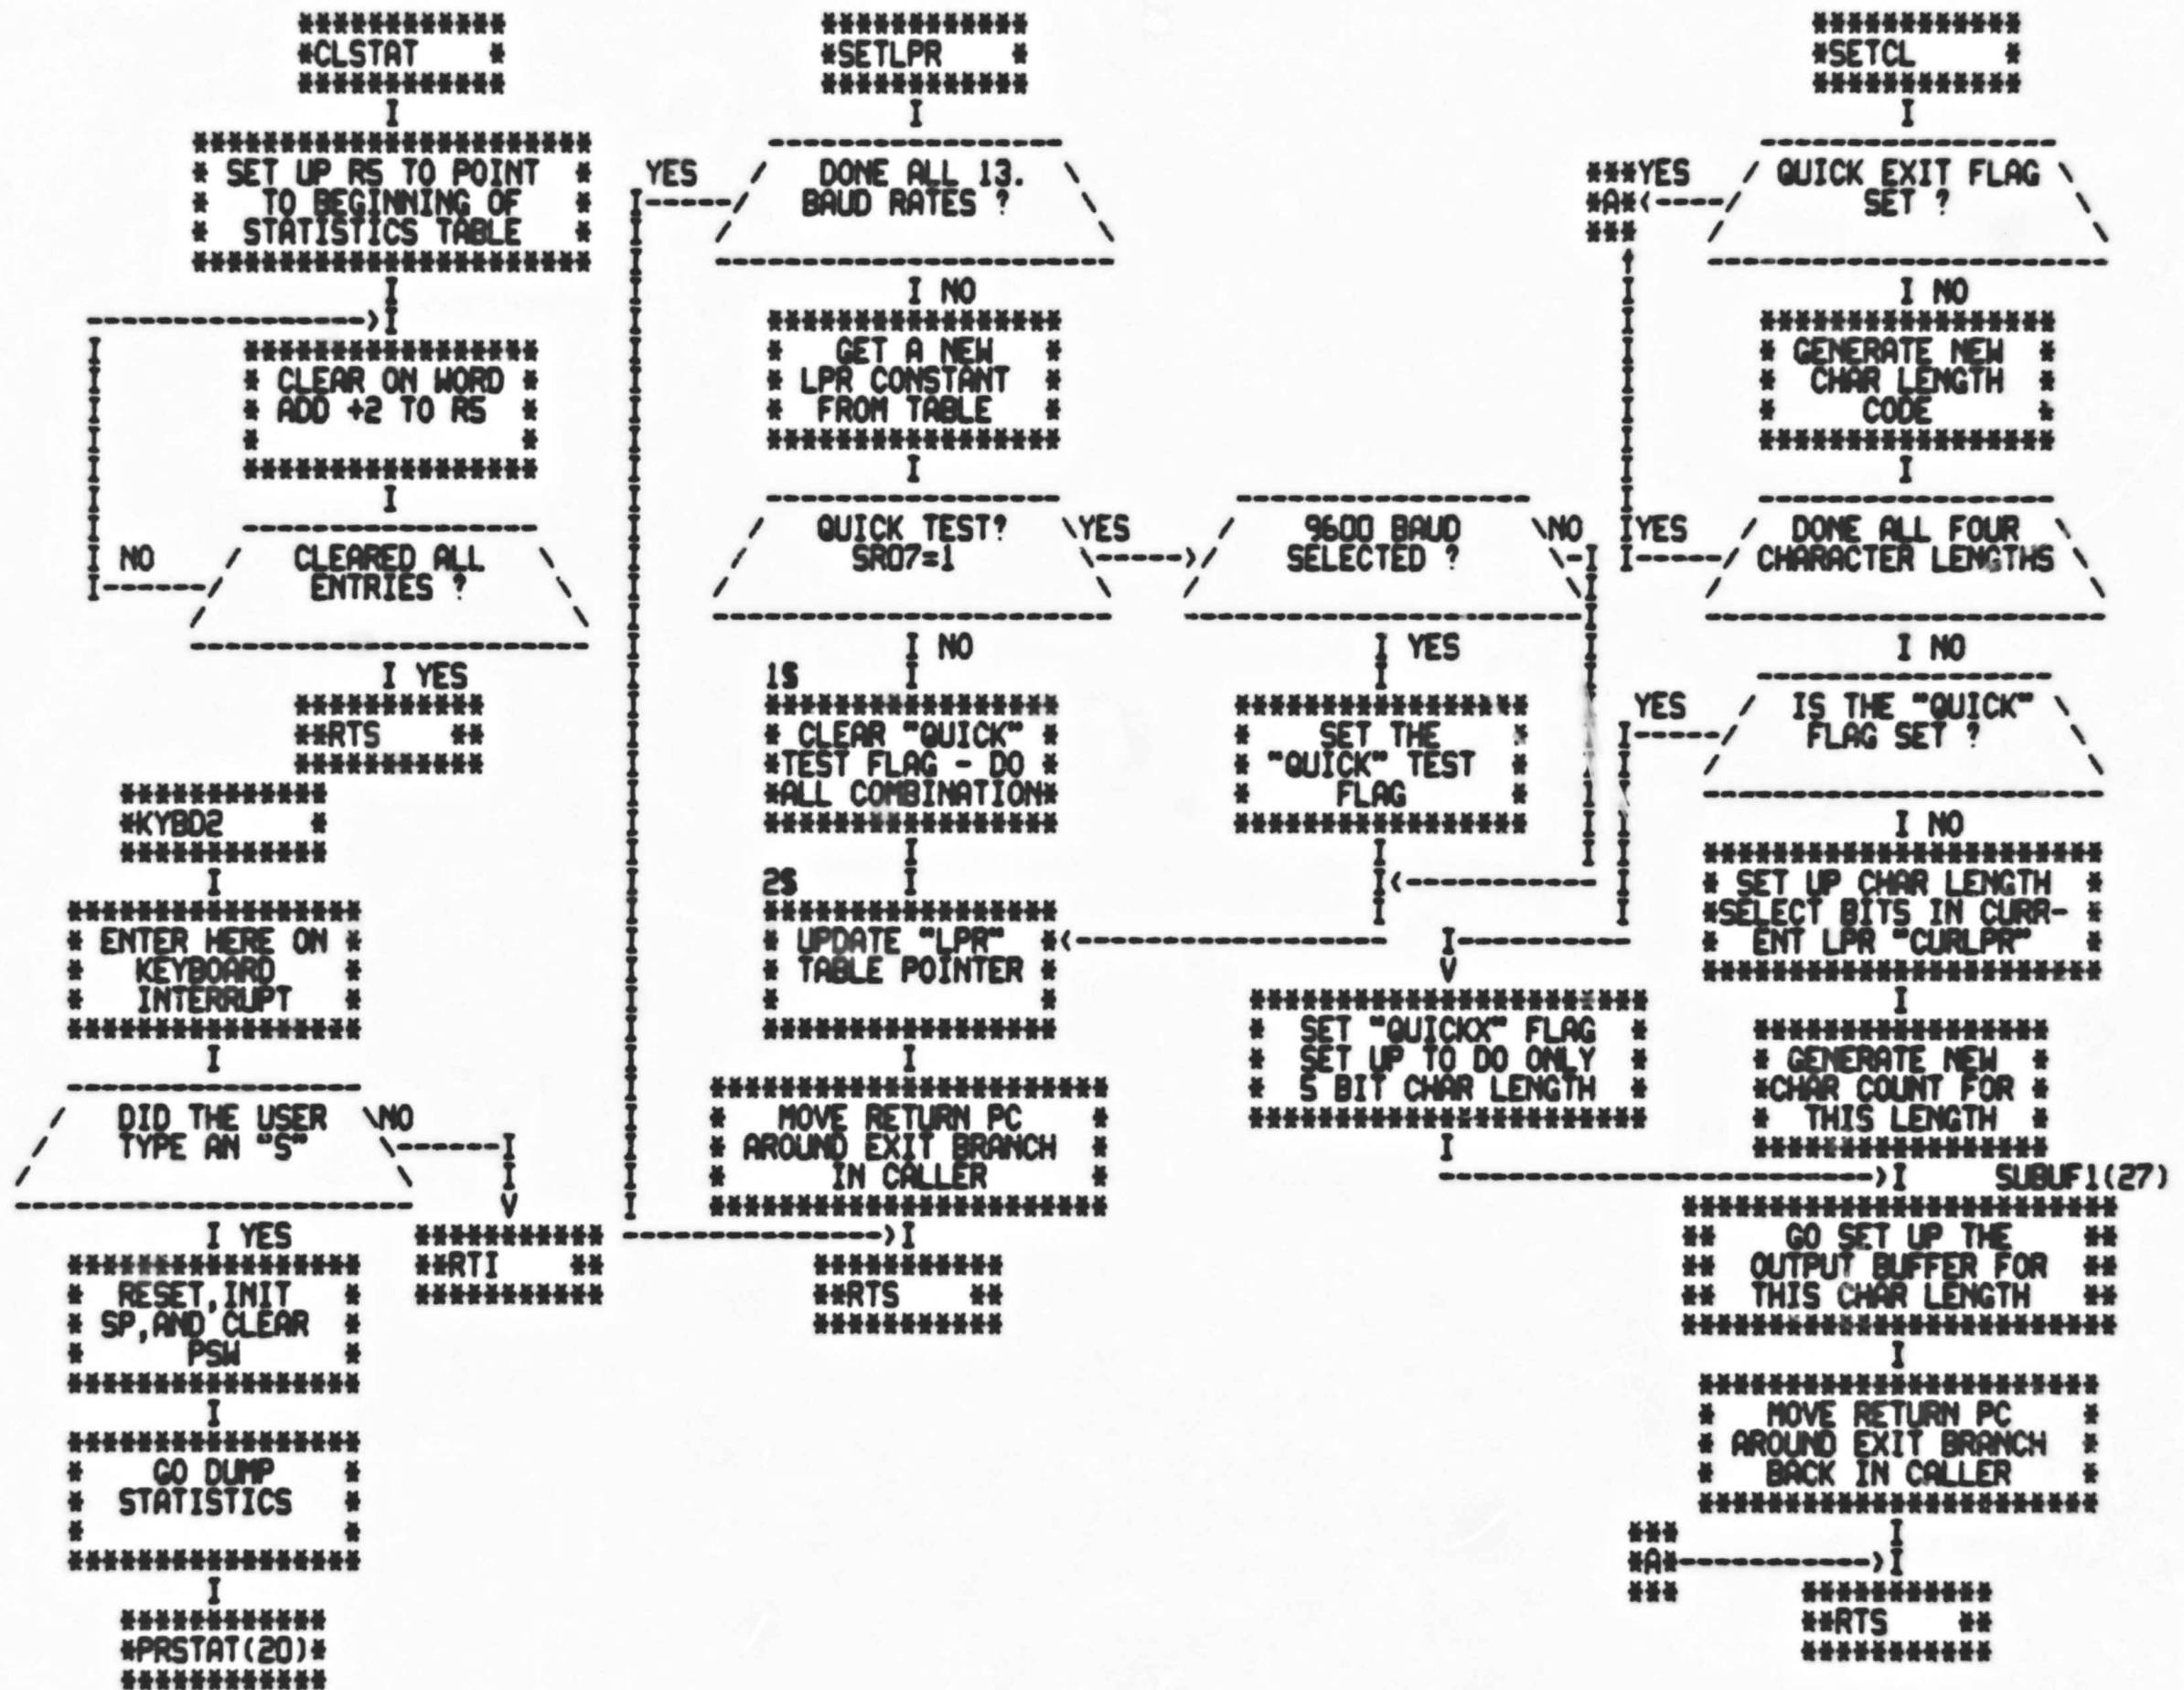 CLSTAT
SET UP R5 TO POINT
TO BEGINNING OF
STATISTICS TABLE
CLEAR ON WORD
ADD +2 TO R5
NO
CLEARED ALL
ENTRIES ?
YES
RTS
KYBD2
ENTER HERE ON
KEYBOARD
INTERRUPT
DID THE USER
TYPE AN "S"
NO
RTI
YES
RESET,INIT
SP,AND CLEAR
PSW
GO DUMP
STATISTICS
PRSTAT(20)
SETLPR
YES
DONE ALL 13.
BAUD RATES ?
NO
GET A NEW
LPR CONSTANT
FROM TABLE
QUICK TEST?
SR07=1
YES
NO
1$
CLEAR "QUICK"
TEST FLAG - DO
ALL COMBINATION
2$
UPDATE "LPR"
TABLE POINTER
MOVE RETURN PC
AROUND EXIT BRANCH
IN CALLER
RTS
9600 BAUD
SELECTED ?
NO
YES
SET THE
"QUICK" TEST
FLAG
SET "QUICKX" FLAG
SET UP TO DO ONLY
5 BIT CHAR LENGTH
SETCL
YES
A
QUICK EXIT FLAG
SET ?
NO
GENERATE NEW
CHAR LENGTH
CODE
YES
DONE ALL FOUR
CHARACTER LENGTHS
NO
YES
IS THE "QUICK"
FLAG SET ?
NO
SET UP CHAR LENGTH
SELECT BITS IN CURR-
ENT LPR "CURLPR"
GENERATE NEW
CHAR COUNT FOR
THIS LENGTH
SUBUF1(27)
GO SET UP THE
OUTPUT BUFFER FOR
THIS CHAR LENGTH
MOVE RETURN PC
AROUND EXIT BRANCH
BACK IN CALLER
A
RTS